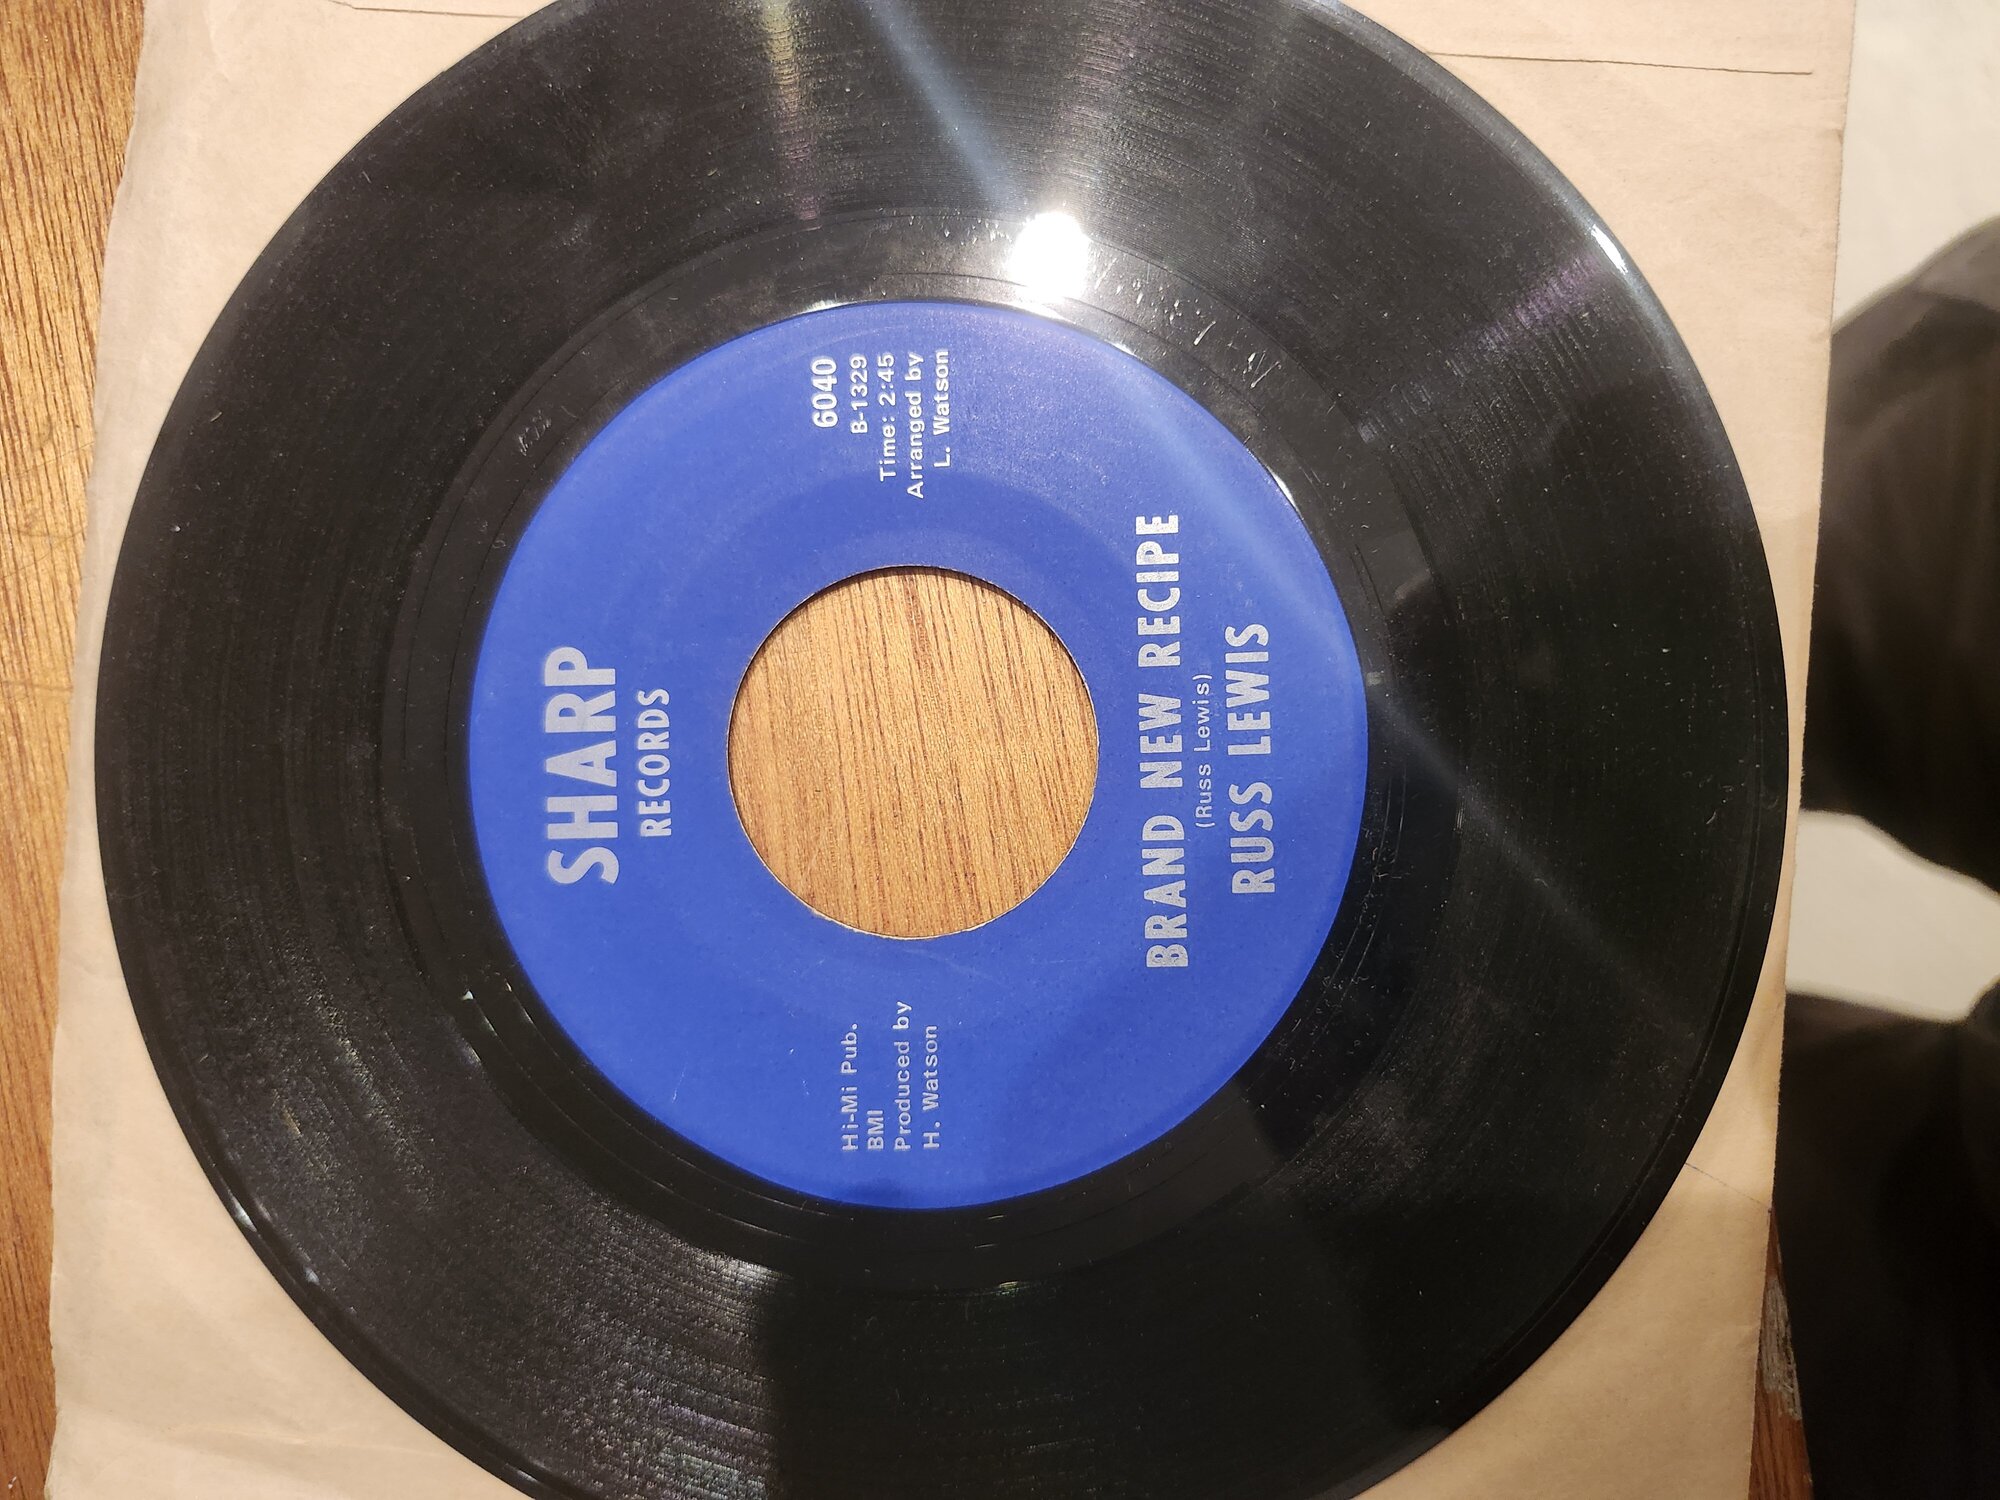 SHARP
RECORDS
Hi-Mi Pub.
BMI
Produced by
H. Watson
6040
B-1329
Time: 2:45
Arranged by
L. Watson
BRAND NEW RECIPE
(Russ Lewis)
RUSS LEWIS